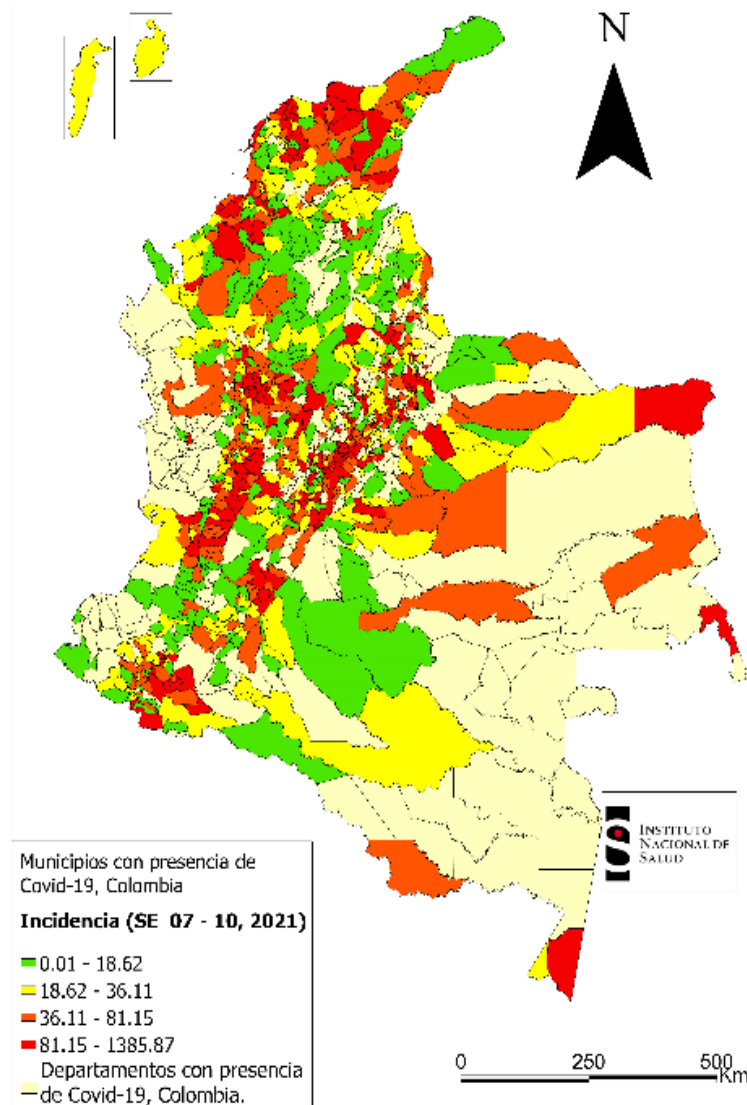 N
INSTITUTO
NACIONAL DE
SALUD
Municipios con presencia de
Covid-19, Colombia
Incidencia (SE 07 - 10, 2021)
0.01 - 18.62
18.62 - 36.11
36.11 - 81.15
81.15 - 1385.87
Departamentos con presencia
de Covid-19, Colombia.
0 250 500
Km